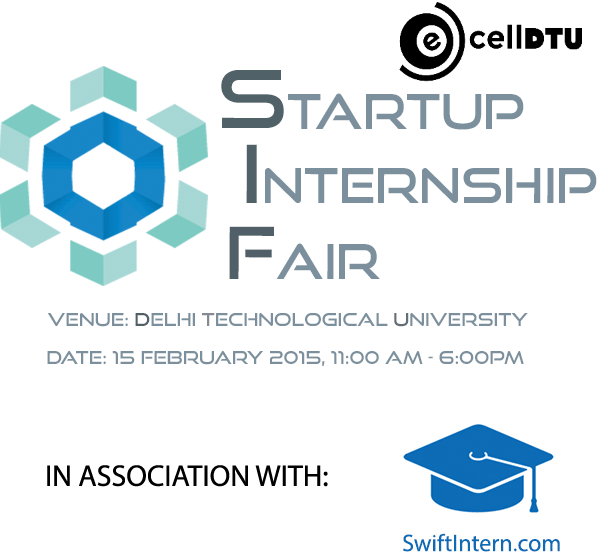 e cellDTU
STARTUP
INTERNSHIP
FAIR
VENUE: DELHI TECHNOLOGICAL UNIVERSITY
DATE: 15 FEBRUARY 2015, 11:00 AM - 6:00PM
IN ASSOCIATION WITH:
SwiftIntern.com